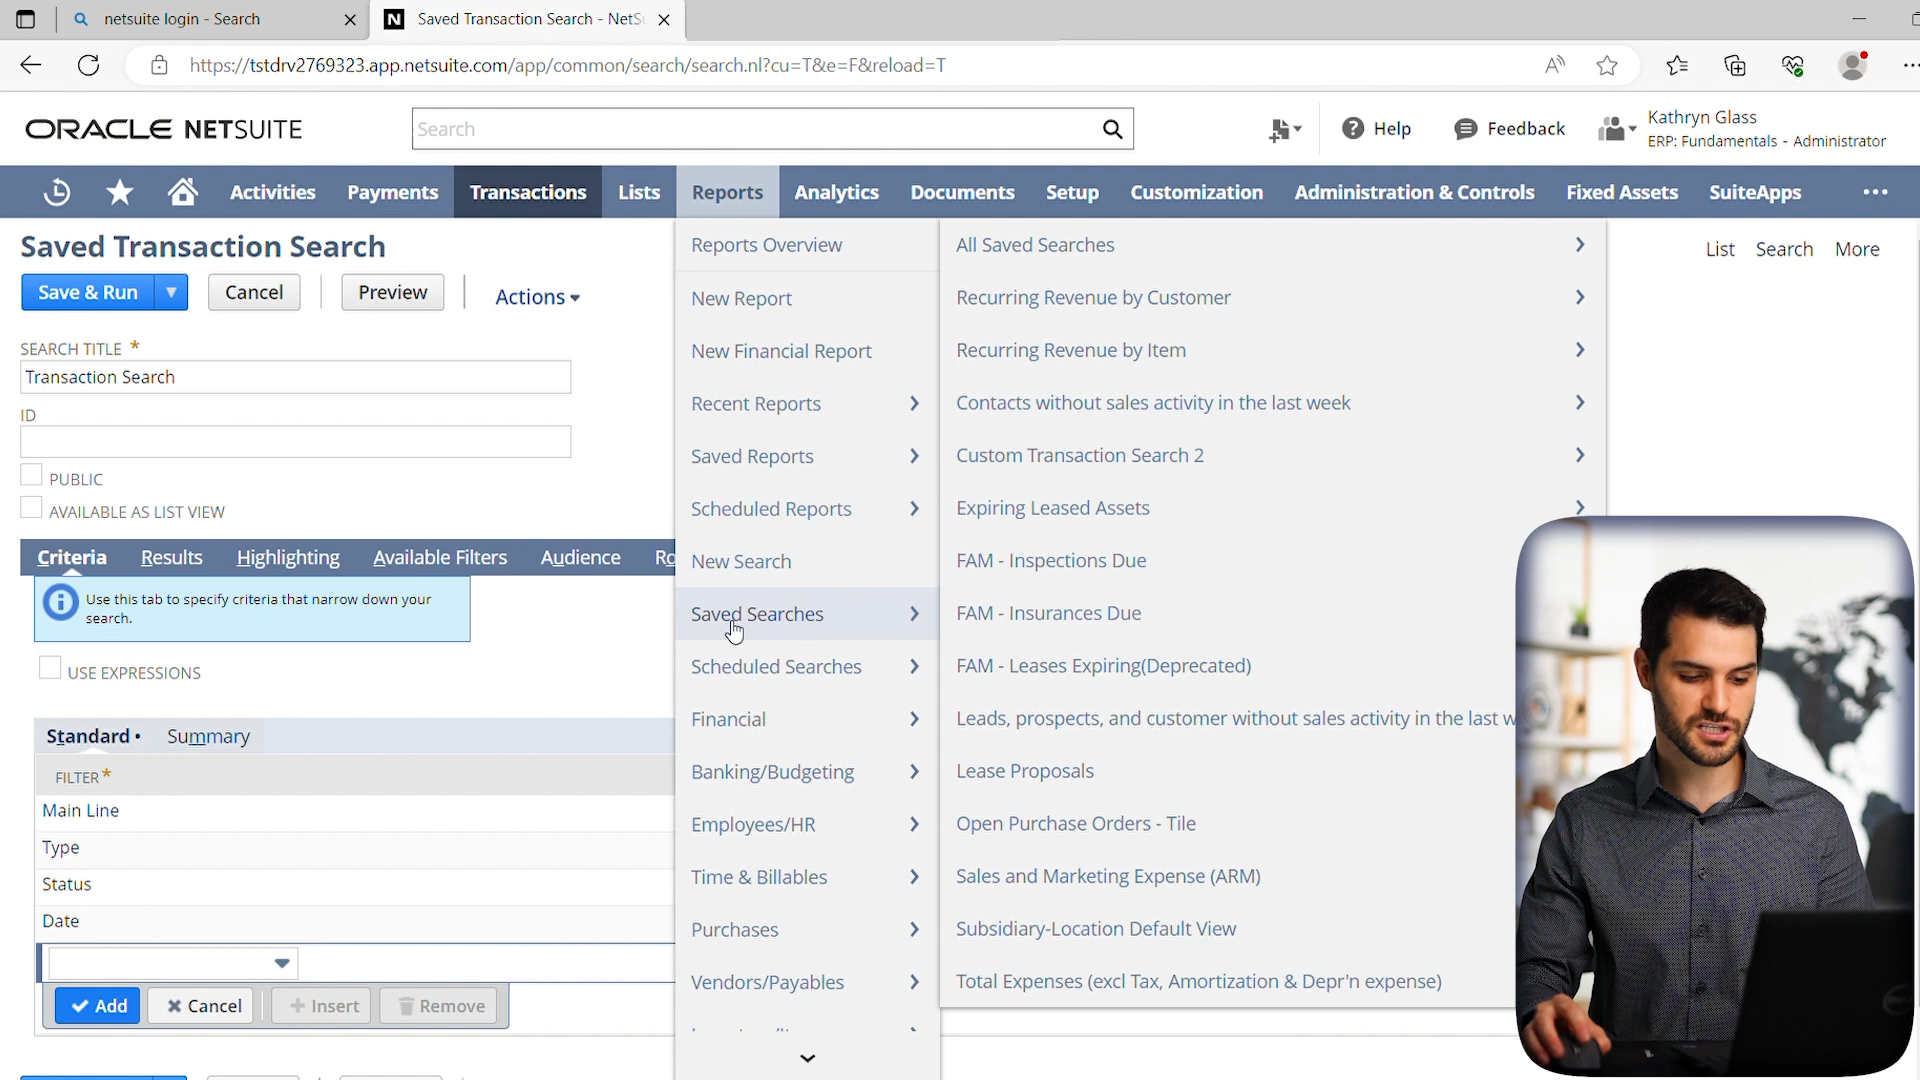 netsuite login - Search
N Saved Transaction Search - NetS
https://tstdrv2769323.app.netsuite.com/app/common/search/search.nl?cu=T&e=F&reload=T
ORACLE NETSUITE
Search
Help
Feedback
Kathryn Glass
ERP: Fundamentals - Administrator
Activities Payments Transactions Lists Reports Analytics Documents Setup Customization Administration & Controls Fixed Assets SuiteApps
Saved Transaction Search
List Search More
Save & Run Cancel Preview Actions
SEARCH TITLE *
Transaction Search
ID
PUBLIC
AVAILABLE AS LIST VIEW
Criteria Results Highlighting Available Filters Audience Ro
Use this tab to specify criteria that narrow down your
search.
USE EXPRESSIONS
Standard • Summary
FILTER *
Main Line
Type
Status
Date
Add Cancel Insert Remove
Reports Overview
New Report
New Financial Report
Recent Reports
Saved Reports
Scheduled Reports
New Search
Saved Searches
Scheduled Searches
Financial
Banking/Budgeting
Employees/HR
Time & Billables
Purchases
Vendors/Payables
All Saved Searches
Recurring Revenue by Customer
Recurring Revenue by Item
Contacts without sales activity in the last week
Custom Transaction Search 2
Expiring Leased Assets
FAM - Inspections Due
FAM - Insurances Due
FAM - Leases Expiring(Deprecated)
Leads, prospects, and customer without sales activity in the last w
Lease Proposals
Open Purchase Orders - Tile
Sales and Marketing Expense (ARM)
Subsidiary-Location Default View
Total Expenses (excl Tax, Amortization & Depr'n expense)